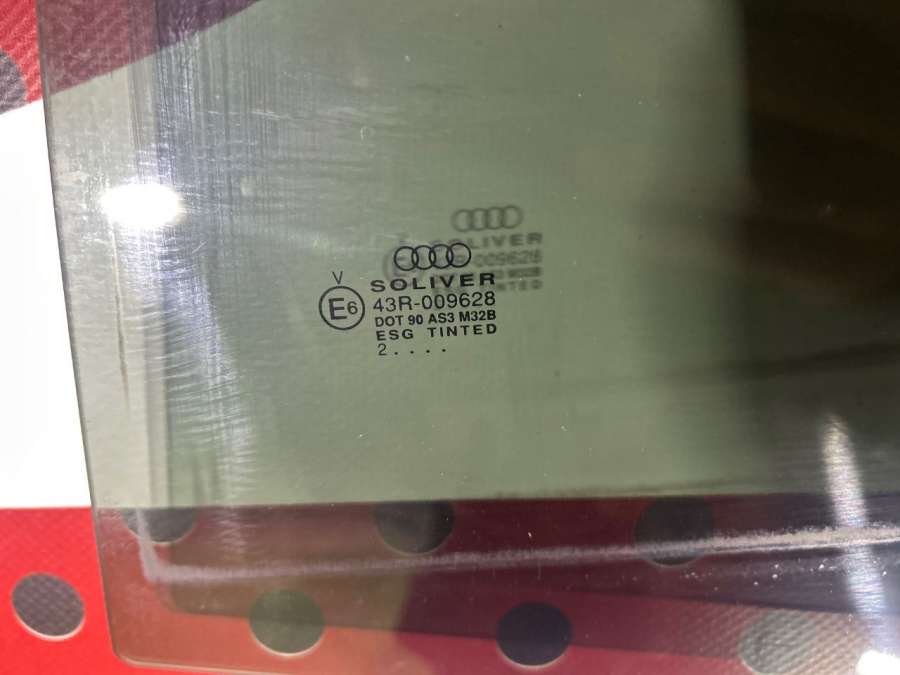 SOLIVER
V
E6 43R-009628
DOT 90 AS3 M32B
ESG TINTED
2....